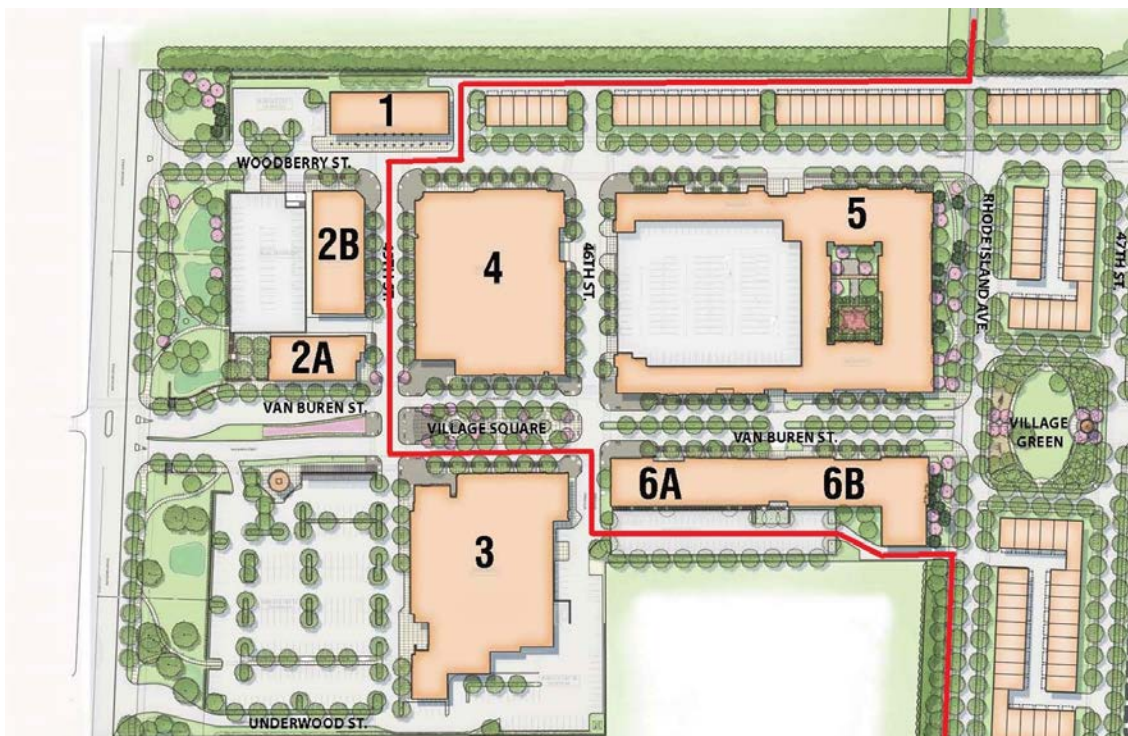 1
WOODBERRY ST.
2B
4
46TH ST.
5
RHODE ISLAND AVE.
47TH ST.
2A
VAN BUREN ST.
VILLAGE SQUARE
VAN BUREN ST.
VILLAGE
GREEN
6A
6B
3
UNDERWOOD ST.